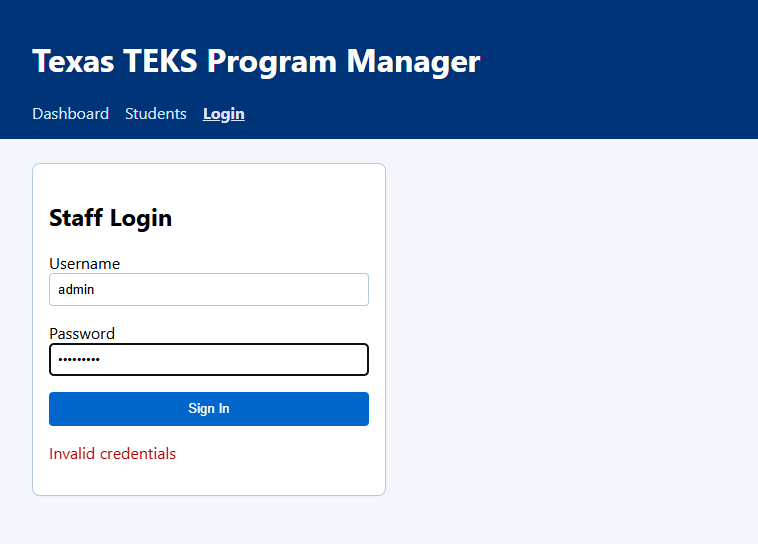 Texas TEKS Program Manager
Dashboard Students Login
Staff Login
Username
admin
Password
•••••••••
Sign In
Invalid credentials